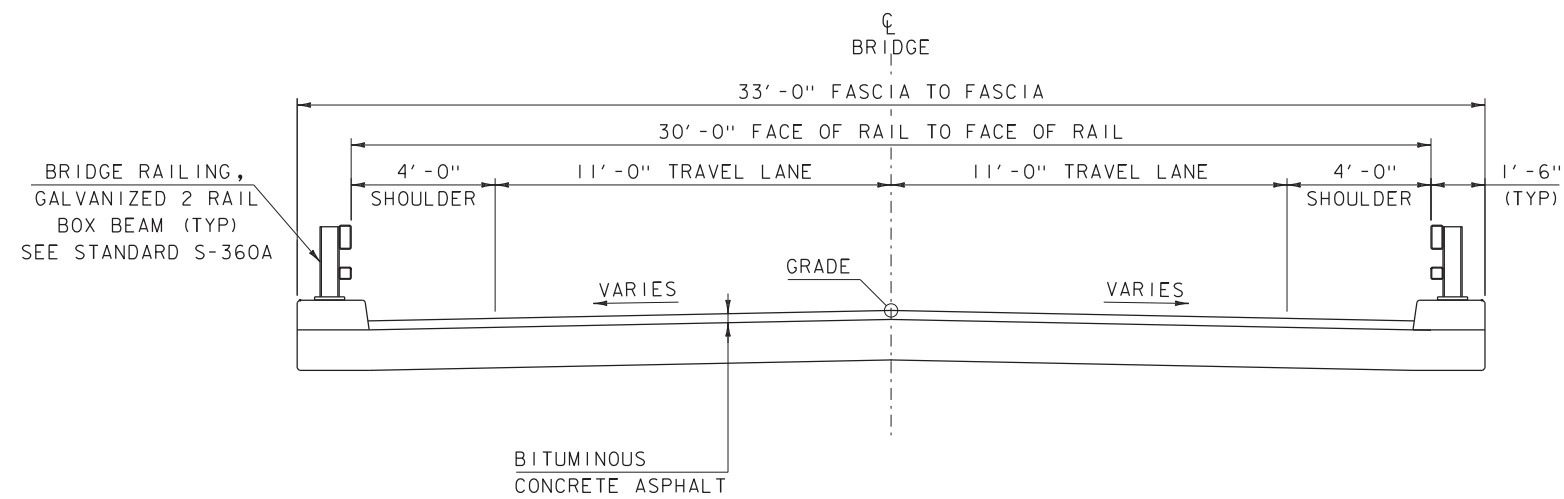 ℄
BRIDGE
33'-0" FASCIA TO FASCIA
30'-0" FACE OF RAIL TO FACE OF RAIL
BRIDGE RAILING,
GALVANIZED 2 RAIL
BOX BEAM (TYP)
SEE STANDARD S-360A
4'-0"
SHOULDER
11'-0" TRAVEL LANE
11'-0" TRAVEL LANE
4'-0"
SHOULDER
1'-6"
(TYP)
GRADE
VARIES
VARIES
BITUMINOUS
CONCRETE ASPHALT